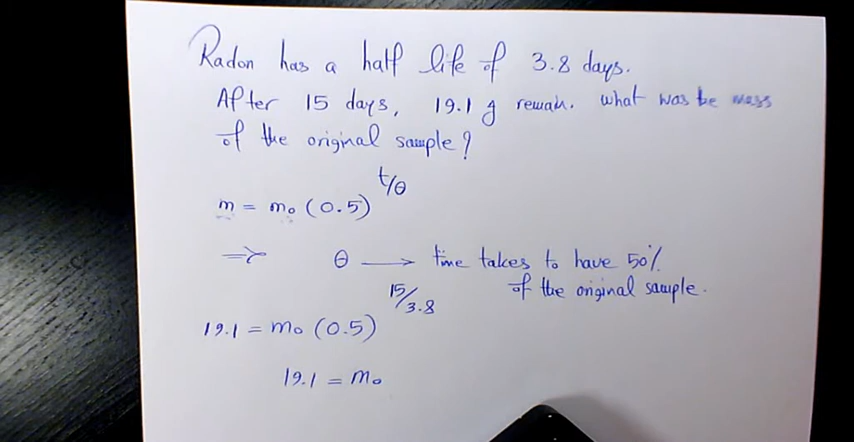 Radon has a half life of 3.8 days.
After 15 days, 19.1 g remain. what was be mass
of the original sample?
m = m₀ (0.5)^(t/θ)
⇒ θ → time takes to have 50%
of the original sample.
19.1 = m₀ (0.5)^(15/3.8)
19.1 = m₀